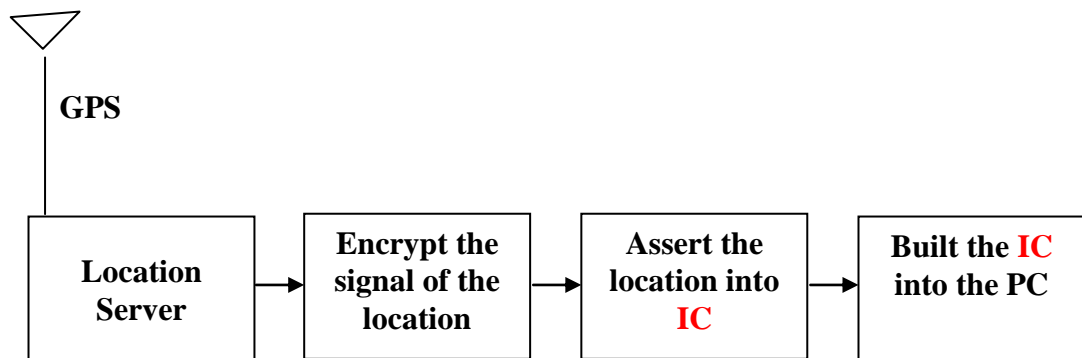 GPS
Location
Server
Encrypt the
signal of the
location
Assert the
location into
IC
Built the IC
into the PC